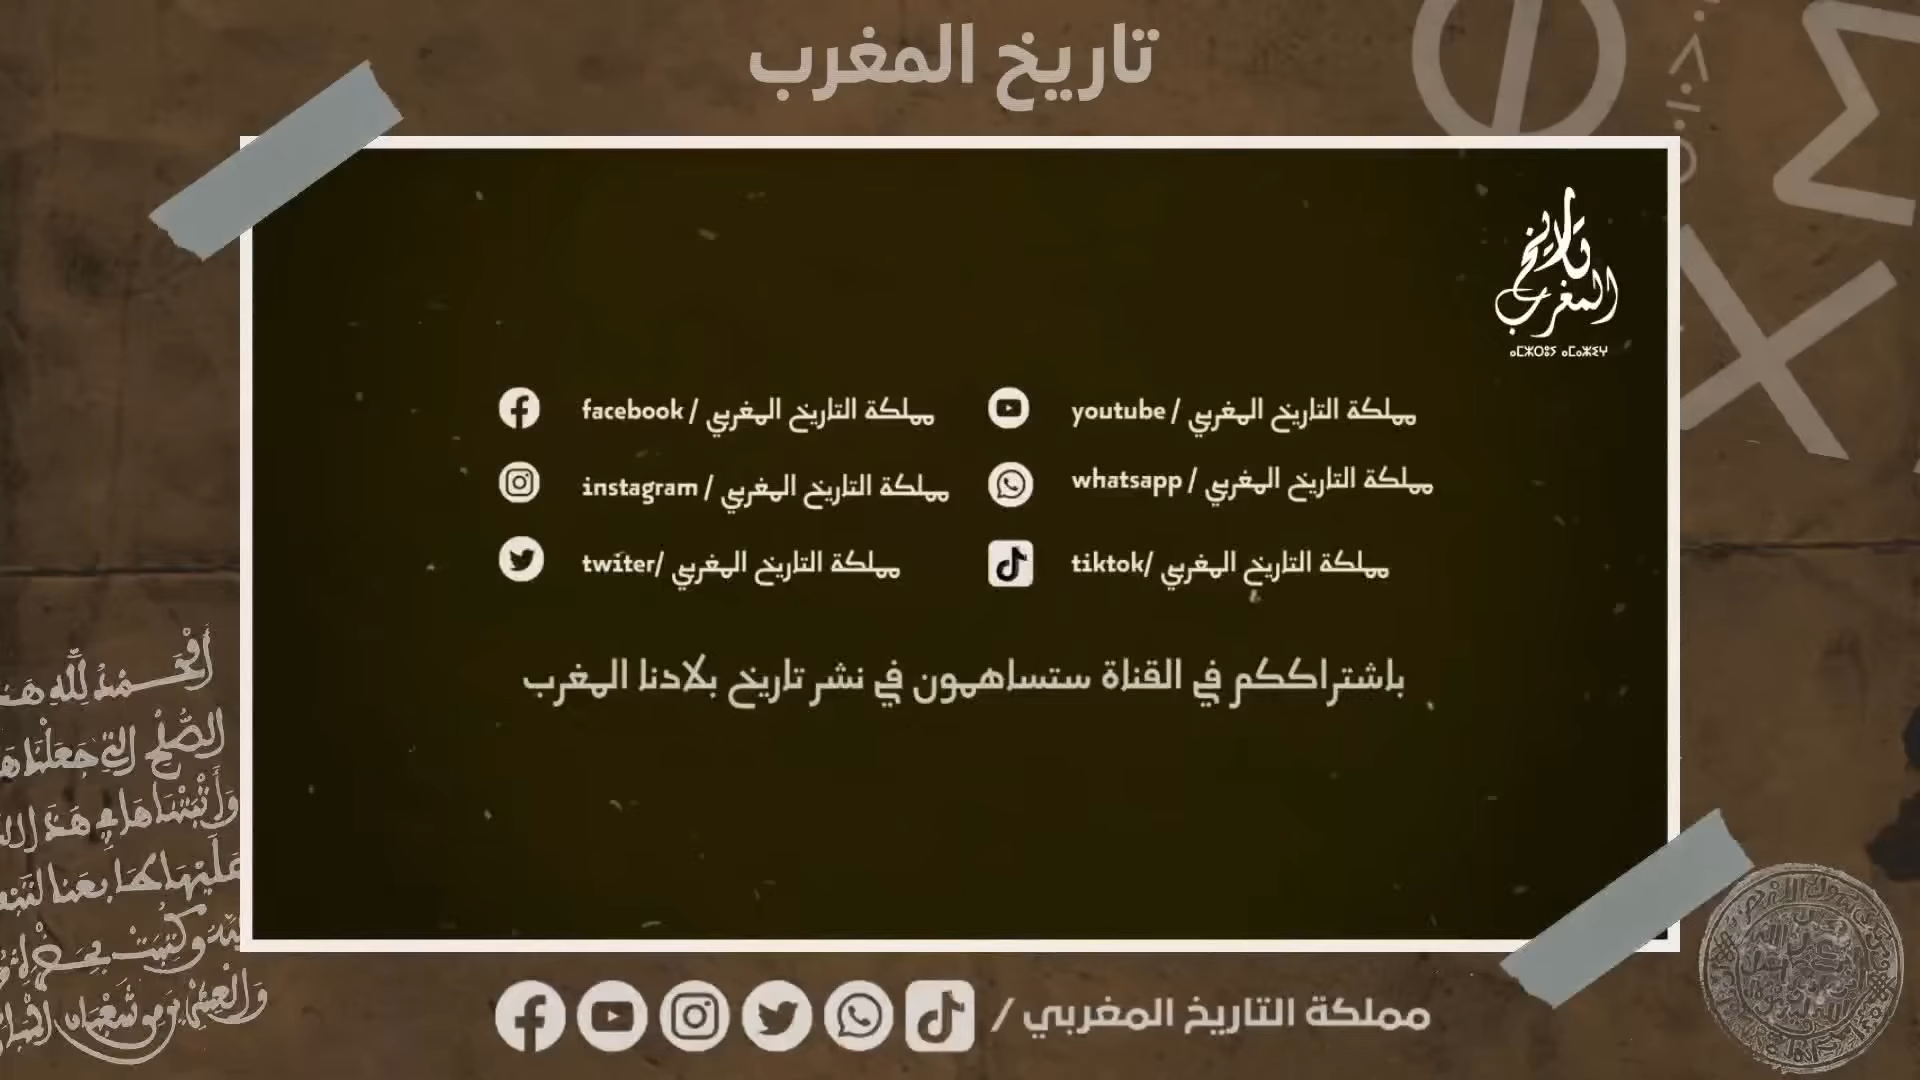 تاريخ المغرب
تاريخ
المغرب
ⴰⵎⵣⵔⵓⵢ ⴰⵎⴰⵣⵉⵖ
facebook / مملكة التاريخ المغربي
youtube / مملكة التاريخ المغربي
instagram / مملكة التاريخ المغربي
whatsapp / مملكة التاريخ المغربي
twiter/ مملكة التاريخ المغربي
tiktok/ مملكة التاريخ المغربي
باشتراككم في القناة ستساهمون في نشر تاريخ بلادنا المغرب
مملكة التاريخ المغربي /